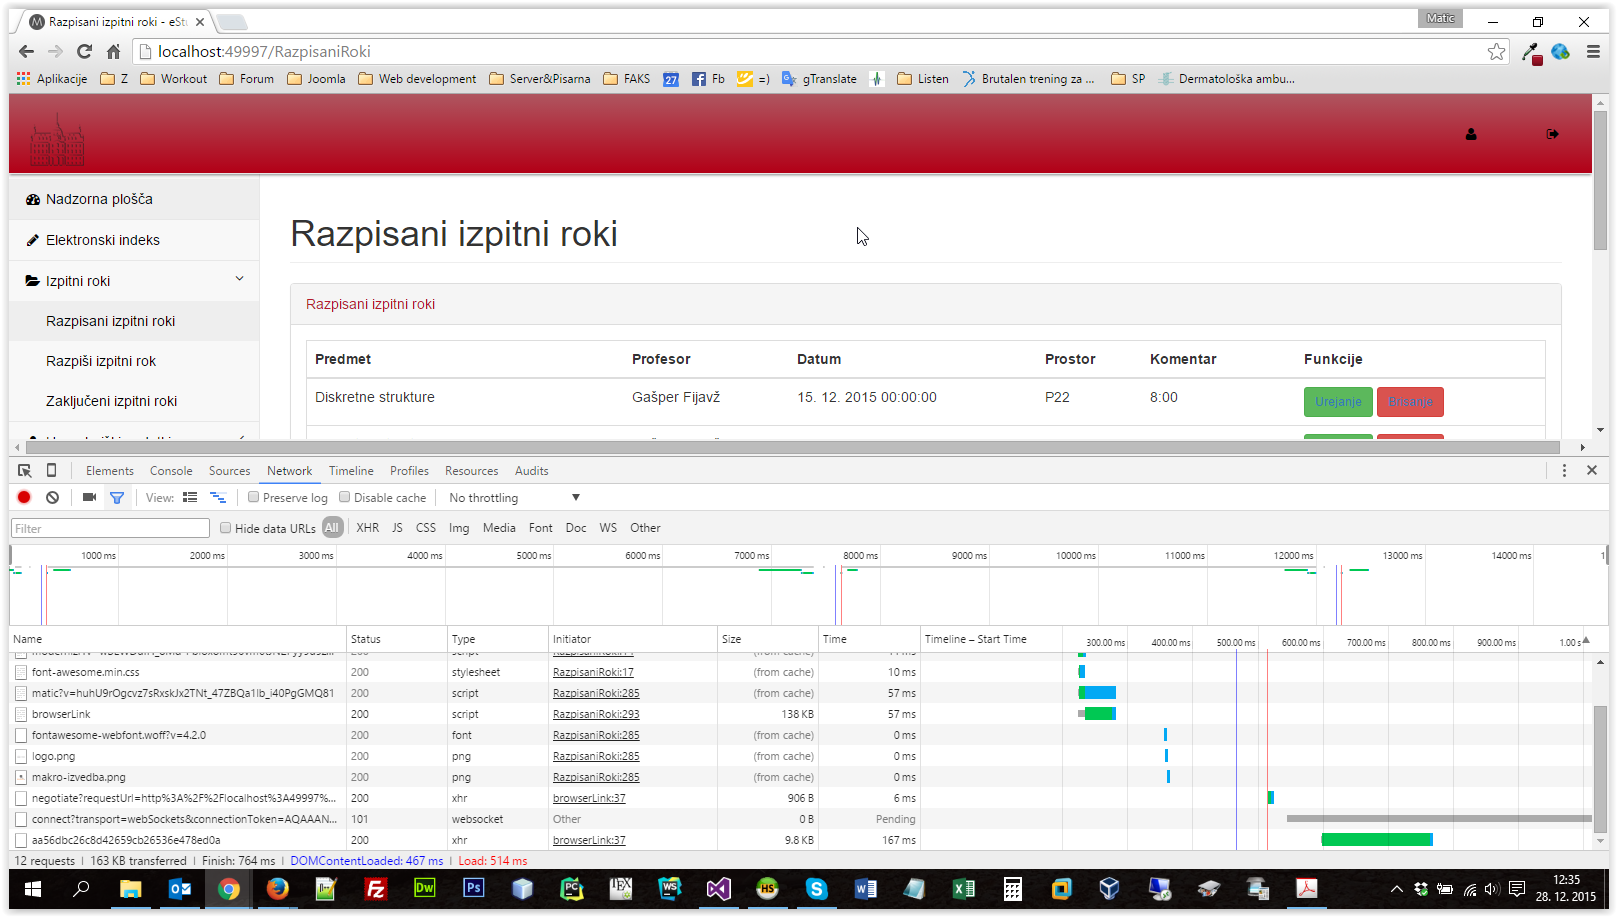 Razpisani izpitni roki - eStu
Matic
localhost:49997/RazpisaniRoki
Aplikacije Z Workout Forum Joomla Web development Server&Pisarna FAKS 27 Fb =) gTranslate Listen Brutalen trening za ... SP Dermatološka ambu...
Nadzorna plošča
Elektronski indeks
Izpitni roki
Razpisani izpitni roki
Razpiši izpitni rok
Zaključeni izpitni roki
Razpisani izpitni roki
Razpisani izpitni roki
Predmet Profesor Datum Prostor Komentar Funkcije
Diskretne strukture Gašper Fijavž 15. 12. 2015 00:00:00 P22 8:00 Urejanje Brisanje
Elements Console Sources Network Timeline Profiles Resources Audits
View: Preserve log Disable cache No throttling
Filter Hide data URLs All XHR JS CSS Img Media Font Doc WS Other
1000 ms 2000 ms 3000 ms 4000 ms 5000 ms 6000 ms 7000 ms 8000 ms 9000 ms 10000 ms 11000 ms 12000 ms 13000 ms 14000 ms 1
Name Status Type Initiator Size Time Timeline – Start Time 300.00 ms 400.00 ms 500.00 ms 600.00 ms 700.00 ms 800.00 ms 900.00 ms 1.00 s
font-awesome.min.css 200 stylesheet RazpisaniRoki:17 (from cache) 10 ms
matic?v=huhU9rOgcvz7sRxskJx2TNt_47ZBQa1lb_i40PgGMQ81 200 script RazpisaniRoki:285 (from cache) 57 ms
browserLink 200 script RazpisaniRoki:293 138 KB 57 ms
fontawesome-webfont.woff?v=4.2.0 200 font RazpisaniRoki:285 (from cache) 0 ms
logo.png 200 png RazpisaniRoki:285 (from cache) 0 ms
makro-izvedba.png 200 png RazpisaniRoki:285 (from cache) 0 ms
negotiate?requestUrl=http%3A%2F%2Flocalhost%3A49997%... 200 xhr browserLink:37 906 B 6 ms
connect?transport=webSockets&connectionToken=AQAAAN... 101 websocket Other 0 B Pending
aa56dbc26c8d42659cb26536e478ed0a 200 xhr browserLink:37 9.8 KB 167 ms
12 requests | 163 KB transferred | Finish: 764 ms | DOMContentLoaded: 467 ms | Load: 514 ms
12:35
28. 12. 2015